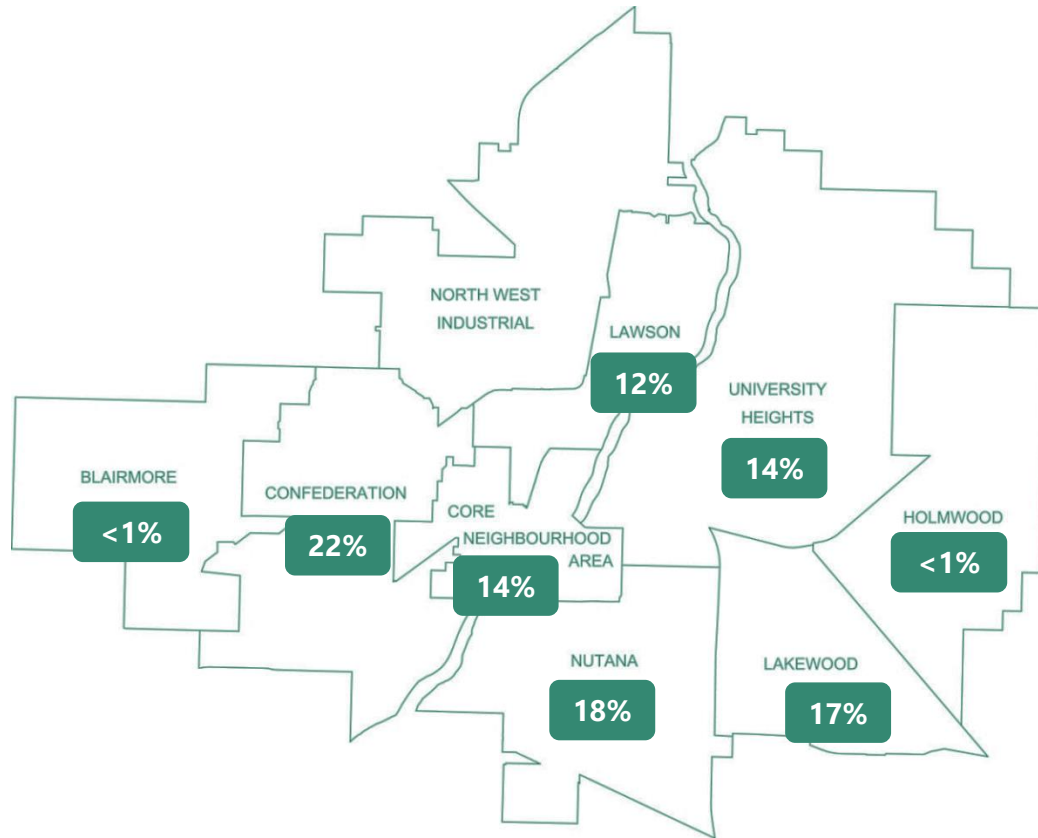 NORTH WEST
INDUSTRIAL
LAWSON
12%
UNIVERSITY
HEIGHTS
14%
BLAIRMORE
<1%
CONFEDERATION
22%
CORE
NEIGHBOURHOOD
AREA
14%
HOLMWOOD
<1%
NUTANA
18%
LAKEWOOD
17%